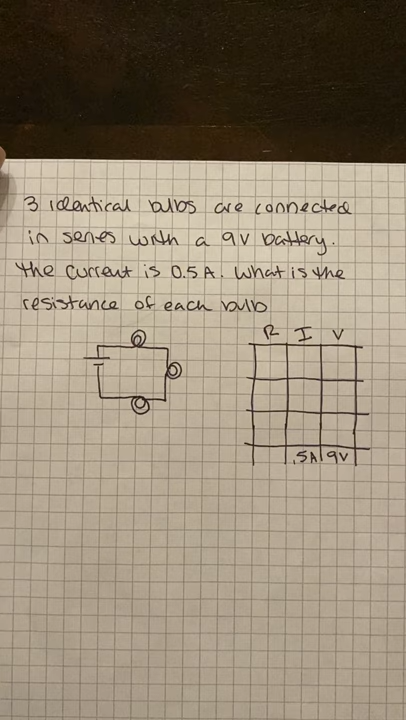 3 identical bulbs are connected
in series with a 9V battery.
the current is 0.5A. What is the
resistance of each bulb
R I V
.5A 9V